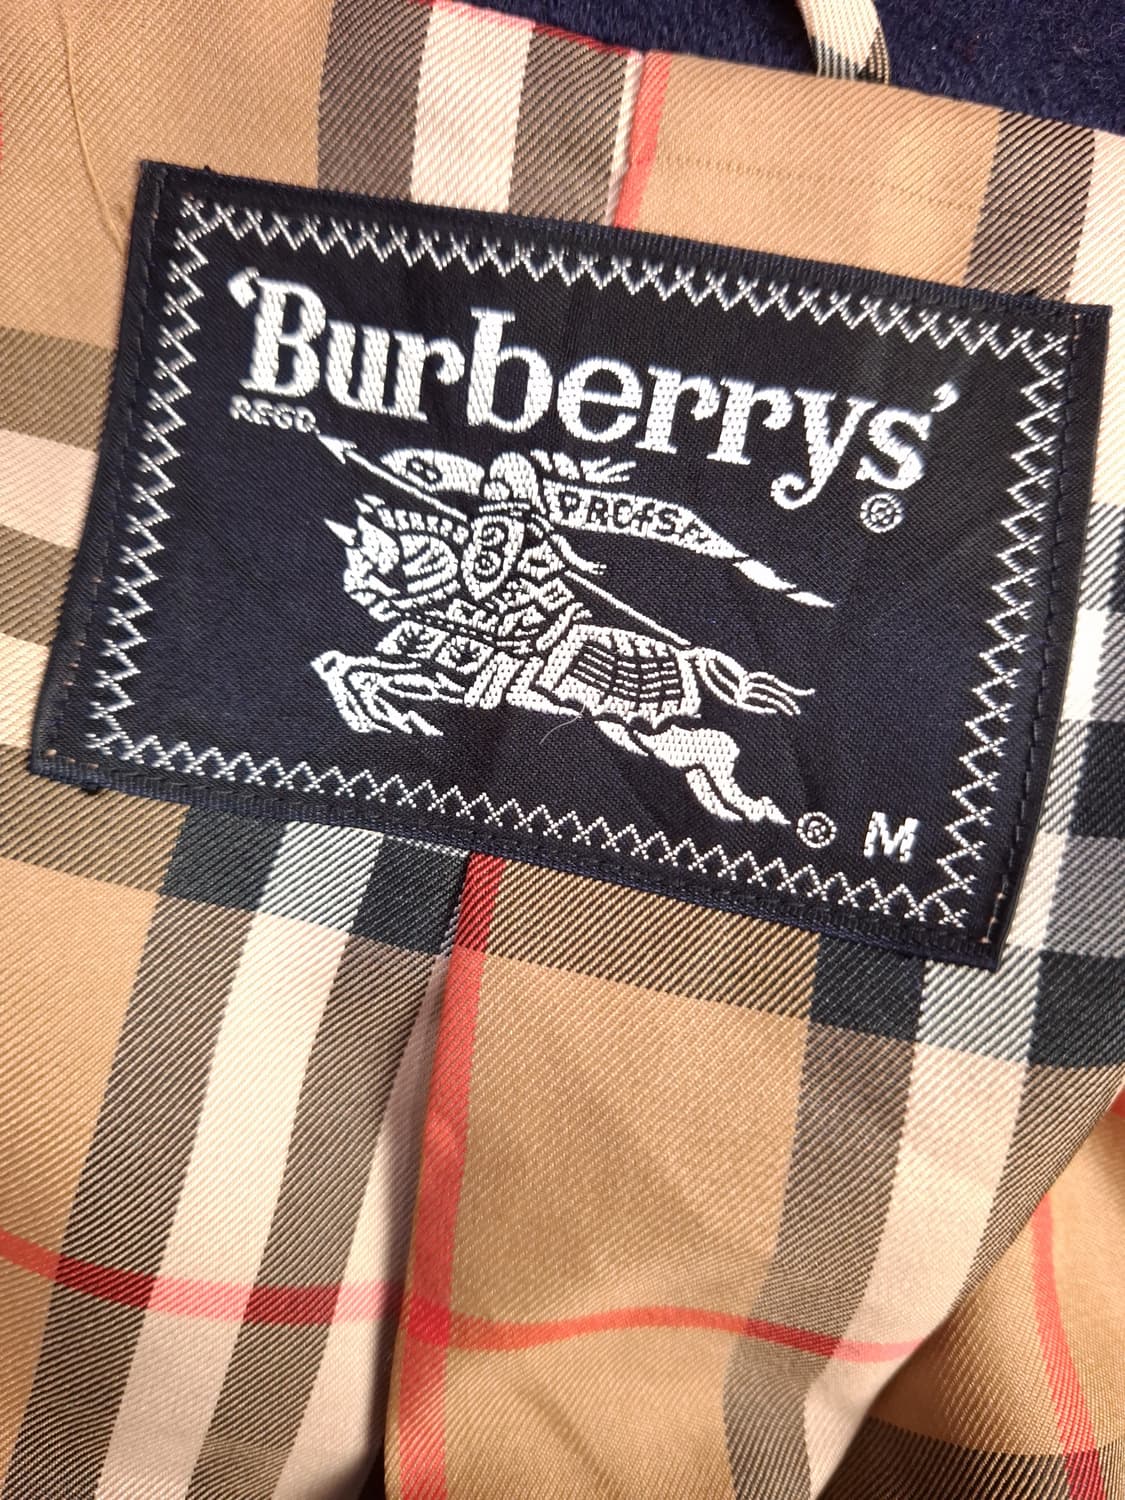 'Burberrys'
REGD. ®
PRORSUM
® M